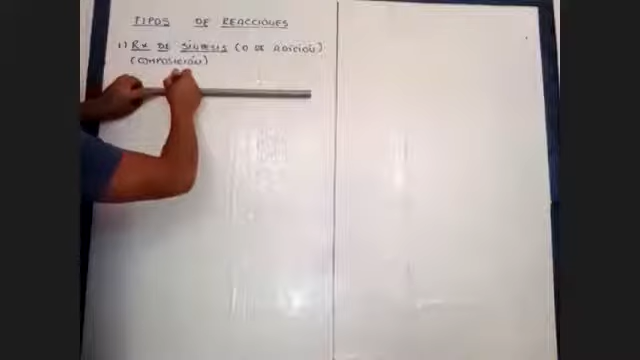 TIPOS DE REACCIONES
1.) RX DE SÍNTESIS (O DE ADICIÓN)
(COMPOSICIÓN)